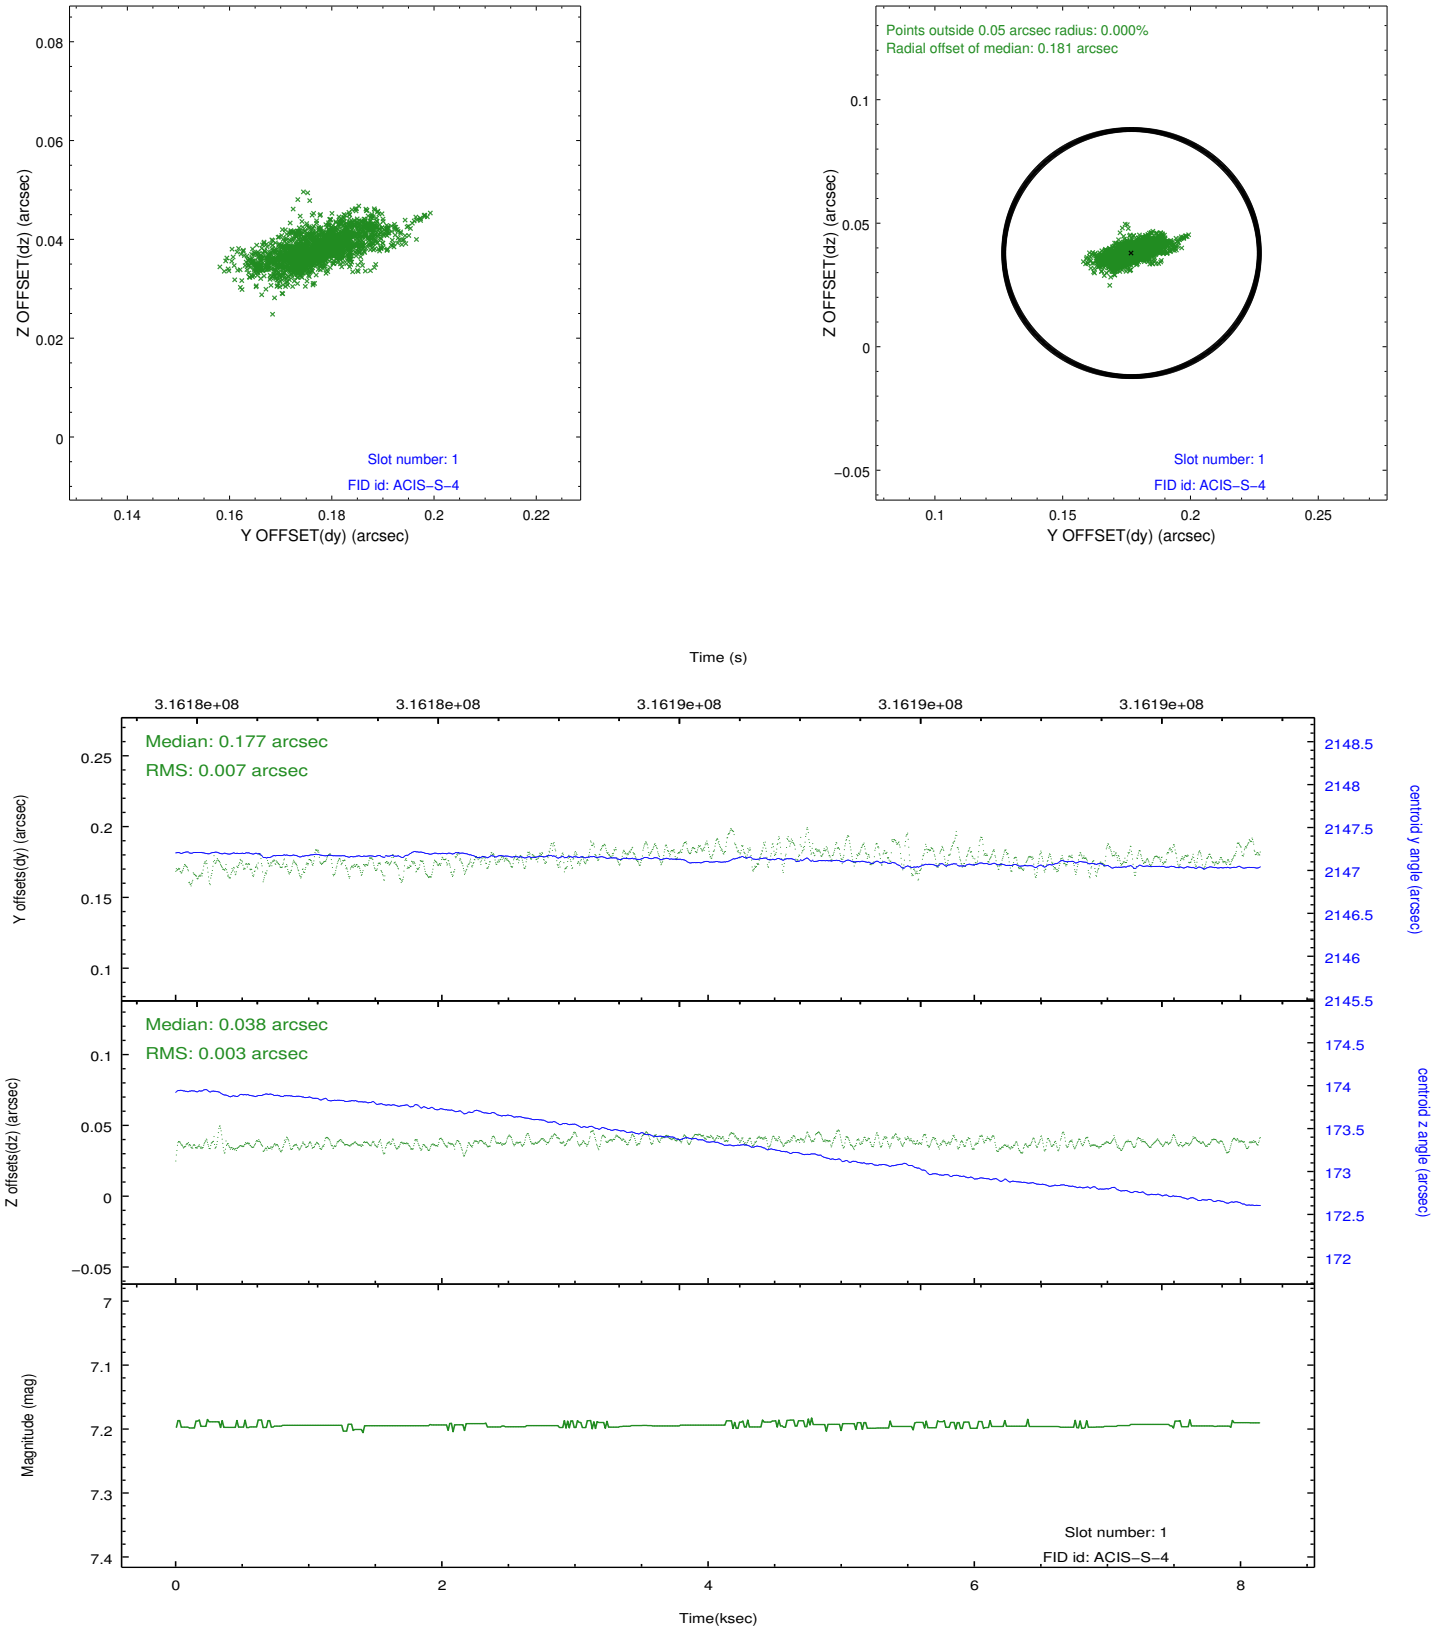 0.08
0.06
0.04
0.02
0
Z OFFSET(dz) (arcsec)
Slot number: 1
FID id: ACIS−S−4
0.14 0.16 0.18 0.2 0.22
Y OFFSET(dy) (arcsec)
Points outside 0.05 arcsec radius: 0.000%
Radial offset of median: 0.181 arcsec
0.1
0.05
0
−0.05
Z OFFSET(dz) (arcsec)
Slot number: 1
FID id: ACIS−S−4
0.1 0.15 0.2 0.25
Y OFFSET(dy) (arcsec)
Time (s)
3.1618e+08 3.1618e+08 3.1619e+08 3.1619e+08 3.1619e+08
Median: 0.177 arcsec
RMS: 0.007 arcsec
0.25
0.2
0.15
0.1
Y offsets(dy) (arcsec)
2148.5
2148
2147.5
2147
2146.5
2146
2145.5
centroid y angle (arcsec)
Median: 0.038 arcsec
RMS: 0.003 arcsec
0.1
0.05
0
−0.05
Z offsets(dz) (arcsec)
174.5
174
173.5
173
172.5
172
centroid z angle (arcsec)
7
7.1
7.2
7.3
7.4
Magnitude (mag)
Slot number: 1
FID id: ACIS−S−4
0 2 4 6 8
Time(ksec)